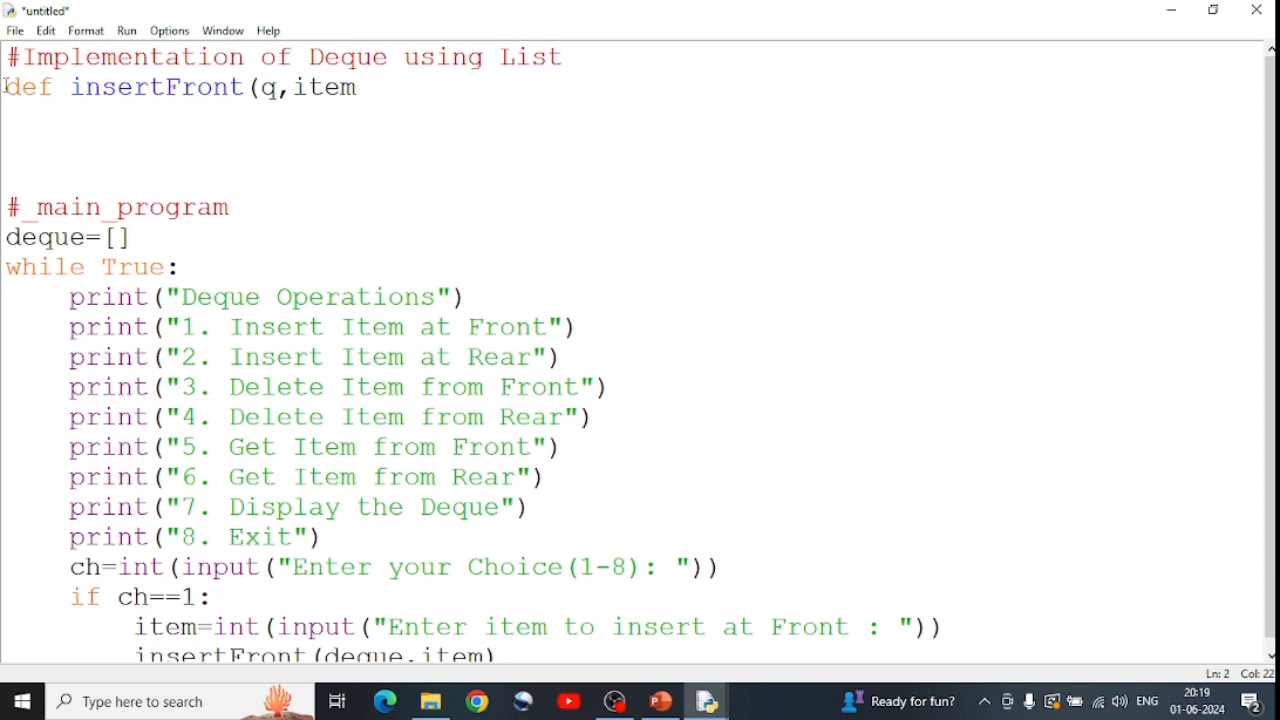 *untitled*
File Edit Format Run Options Window Help
#Implementation of Deque using List
def insertFront(q,item
#_main_program
deque=[]
while True:
print("Deque Operations")
print("1. Insert Item at Front")
print("2. Insert Item at Rear")
print("3. Delete Item from Front")
print("4. Delete Item from Rear")
print("5. Get Item from Front")
print("6. Get Item from Rear")
print("7. Display the Deque")
print("8. Exit")
ch=int(input("Enter your Choice(1-8): "))
if ch==1:
item=int(input("Enter item to insert at Front : "))
insertFront(deque,item)
Ln: 2 Col: 22
Type here to search
Ready for fun?
ENG
20:19
01-06-2024
2